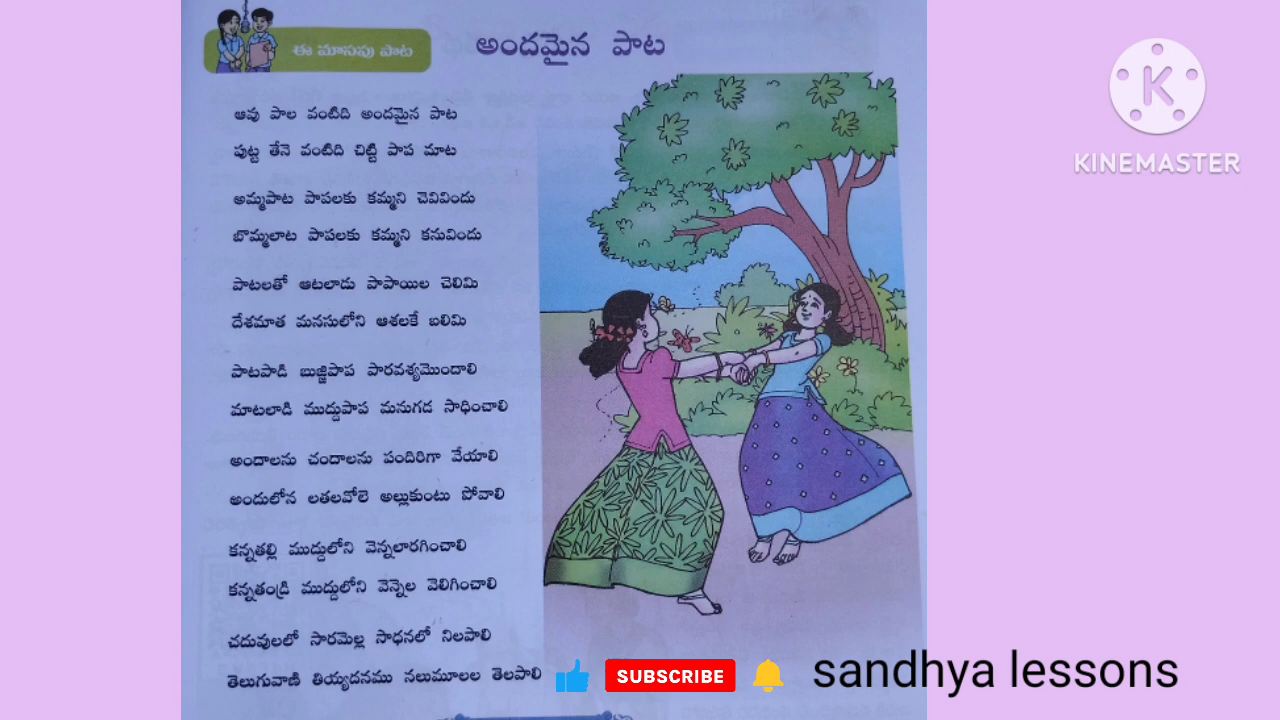 ఈ మాసపు పాట
అందమైన పాట
ఆవు పాల వంటిది అందమైన పాట
పుట్ట తేనె వంటిది చిట్టి పాప మాట
అమ్మపాట పాపలకు కమ్మని చెవివిందు
బొమ్మలాట పాపలకు కమ్మని కనువిందు
పాటలతో ఆటలాడు పాపాయిల చెలిమి
దేశమాత మనసులోని ఆశలకే బలిమి
పాటపాడి బుజ్జిపాప పారవశ్యమొందాలి
మాటలాడి ముద్దుపాప మనుగడ సాధించాలి
అందాలను చందాలను పందిరిగా వేయాలి
అందులోన లతలవోలె అల్లుకుంటు పోవాలి
కన్నతల్లి ముద్దులోని వెన్నలారగించాలి
కన్నతండ్రి ముద్దులోని వెన్నెల వెలిగించాలి
చదువులలో సారమెల్ల సాధనలో నిలపాలి
తెలుగువాణి తియ్యదనము నలుమూలల తెలపాలి
K
KINEMASTER
SUBSCRIBE
sandhya lessons